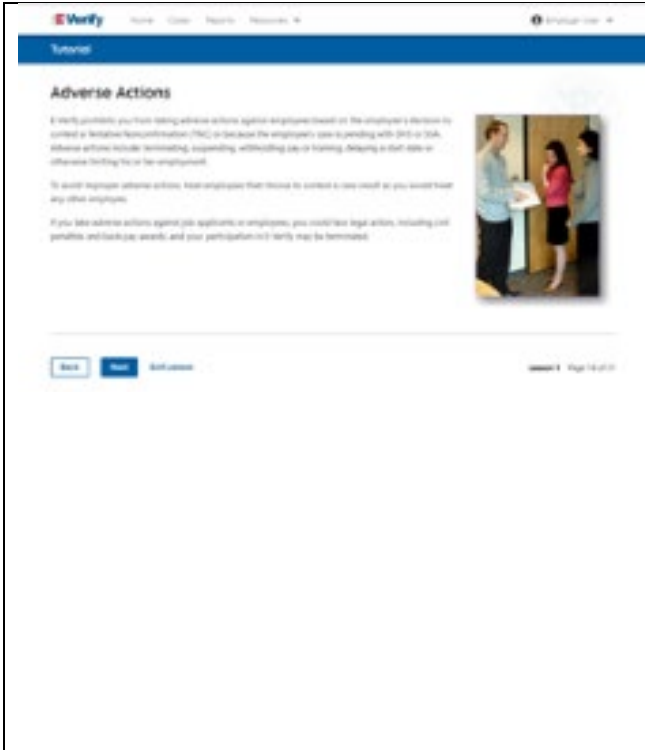 E-Verify Home Cases Reports Resources Employer User
Tutorial
Adverse Actions
E-Verify prohibits you from taking adverse actions against employees based on the employee's decision to
contest a Tentative Nonconfirmation (TNC) or because the employee's case is pending with DHS or SSA.
Adverse actions include terminating, suspending, withholding pay or training, delaying a start date or
otherwise limiting his or her employment.
To avoid improper adverse actions, treat employees that choose to contest a case result as you would treat
any other employee.
If you take adverse actions against job applicants or employees, you could face legal action, including civil
penalties and back pay awards, and your participation in E-Verify may be terminated.
Back Next Exit Lesson Page